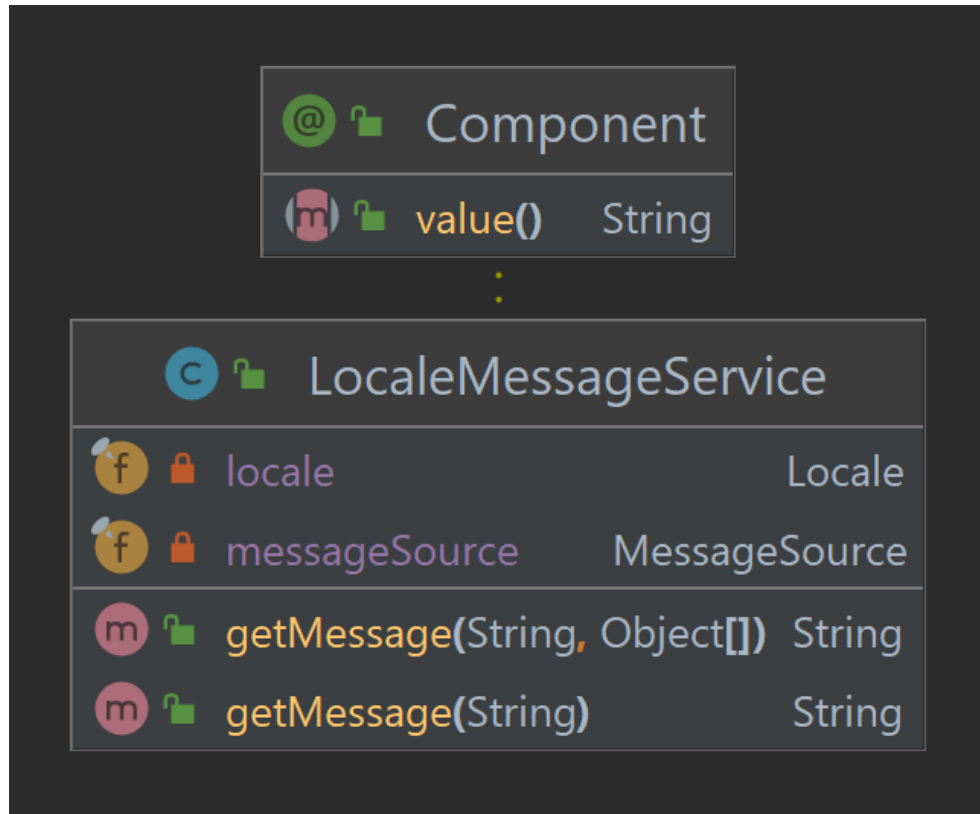 @ Component
m value() String
C LocaleMessageService
f locale Locale
f messageSource MessageSource
m getMessage(String, Object[]) String
m getMessage(String) String